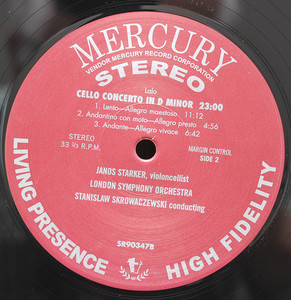 MERCURY
VENDOR MERCURY RECORD CORPORATION
STEREO
Lalo
CELLO CONCERTO IN D MINOR 23:00
1. Lento—Allegro maestoso 11:12
2. Andantino con moto—Allegro presto 4:56
3. Andante—Allegro vivace 6:42
STEREO
33 ⅓ R.P.M.
MARGIN CONTROL
SIDE 2
JANOS STARKER, violoncellist
LONDON SYMPHONY ORCHESTRA
STANISLAW SKROWACZEWSKI conducting
SR90347B
LIVING PRESENCE
HIGH FIDELITY